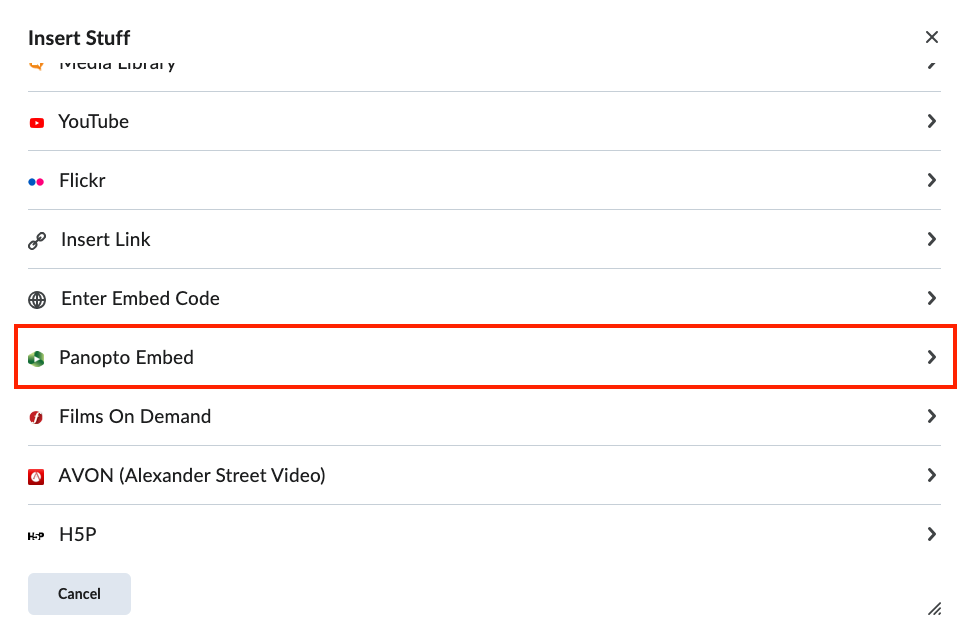 Insert Stuff
Media Library
YouTube
Flickr
Insert Link
Enter Embed Code
Panopto Embed
Films On Demand
AVON (Alexander Street Video)
H5P H5P
Cancel